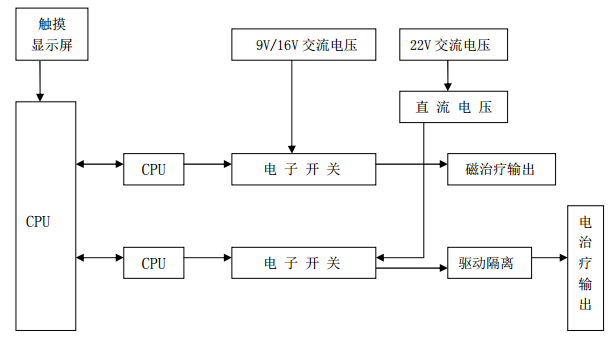 触摸
显示屏
9V/16V 交流电压
22V 交流电压
直 流 电 压
CPU
CPU
电 子 开 关
磁治疗输出
CPU
电 子 开 关
驱动隔离
电
治
疗
输
出